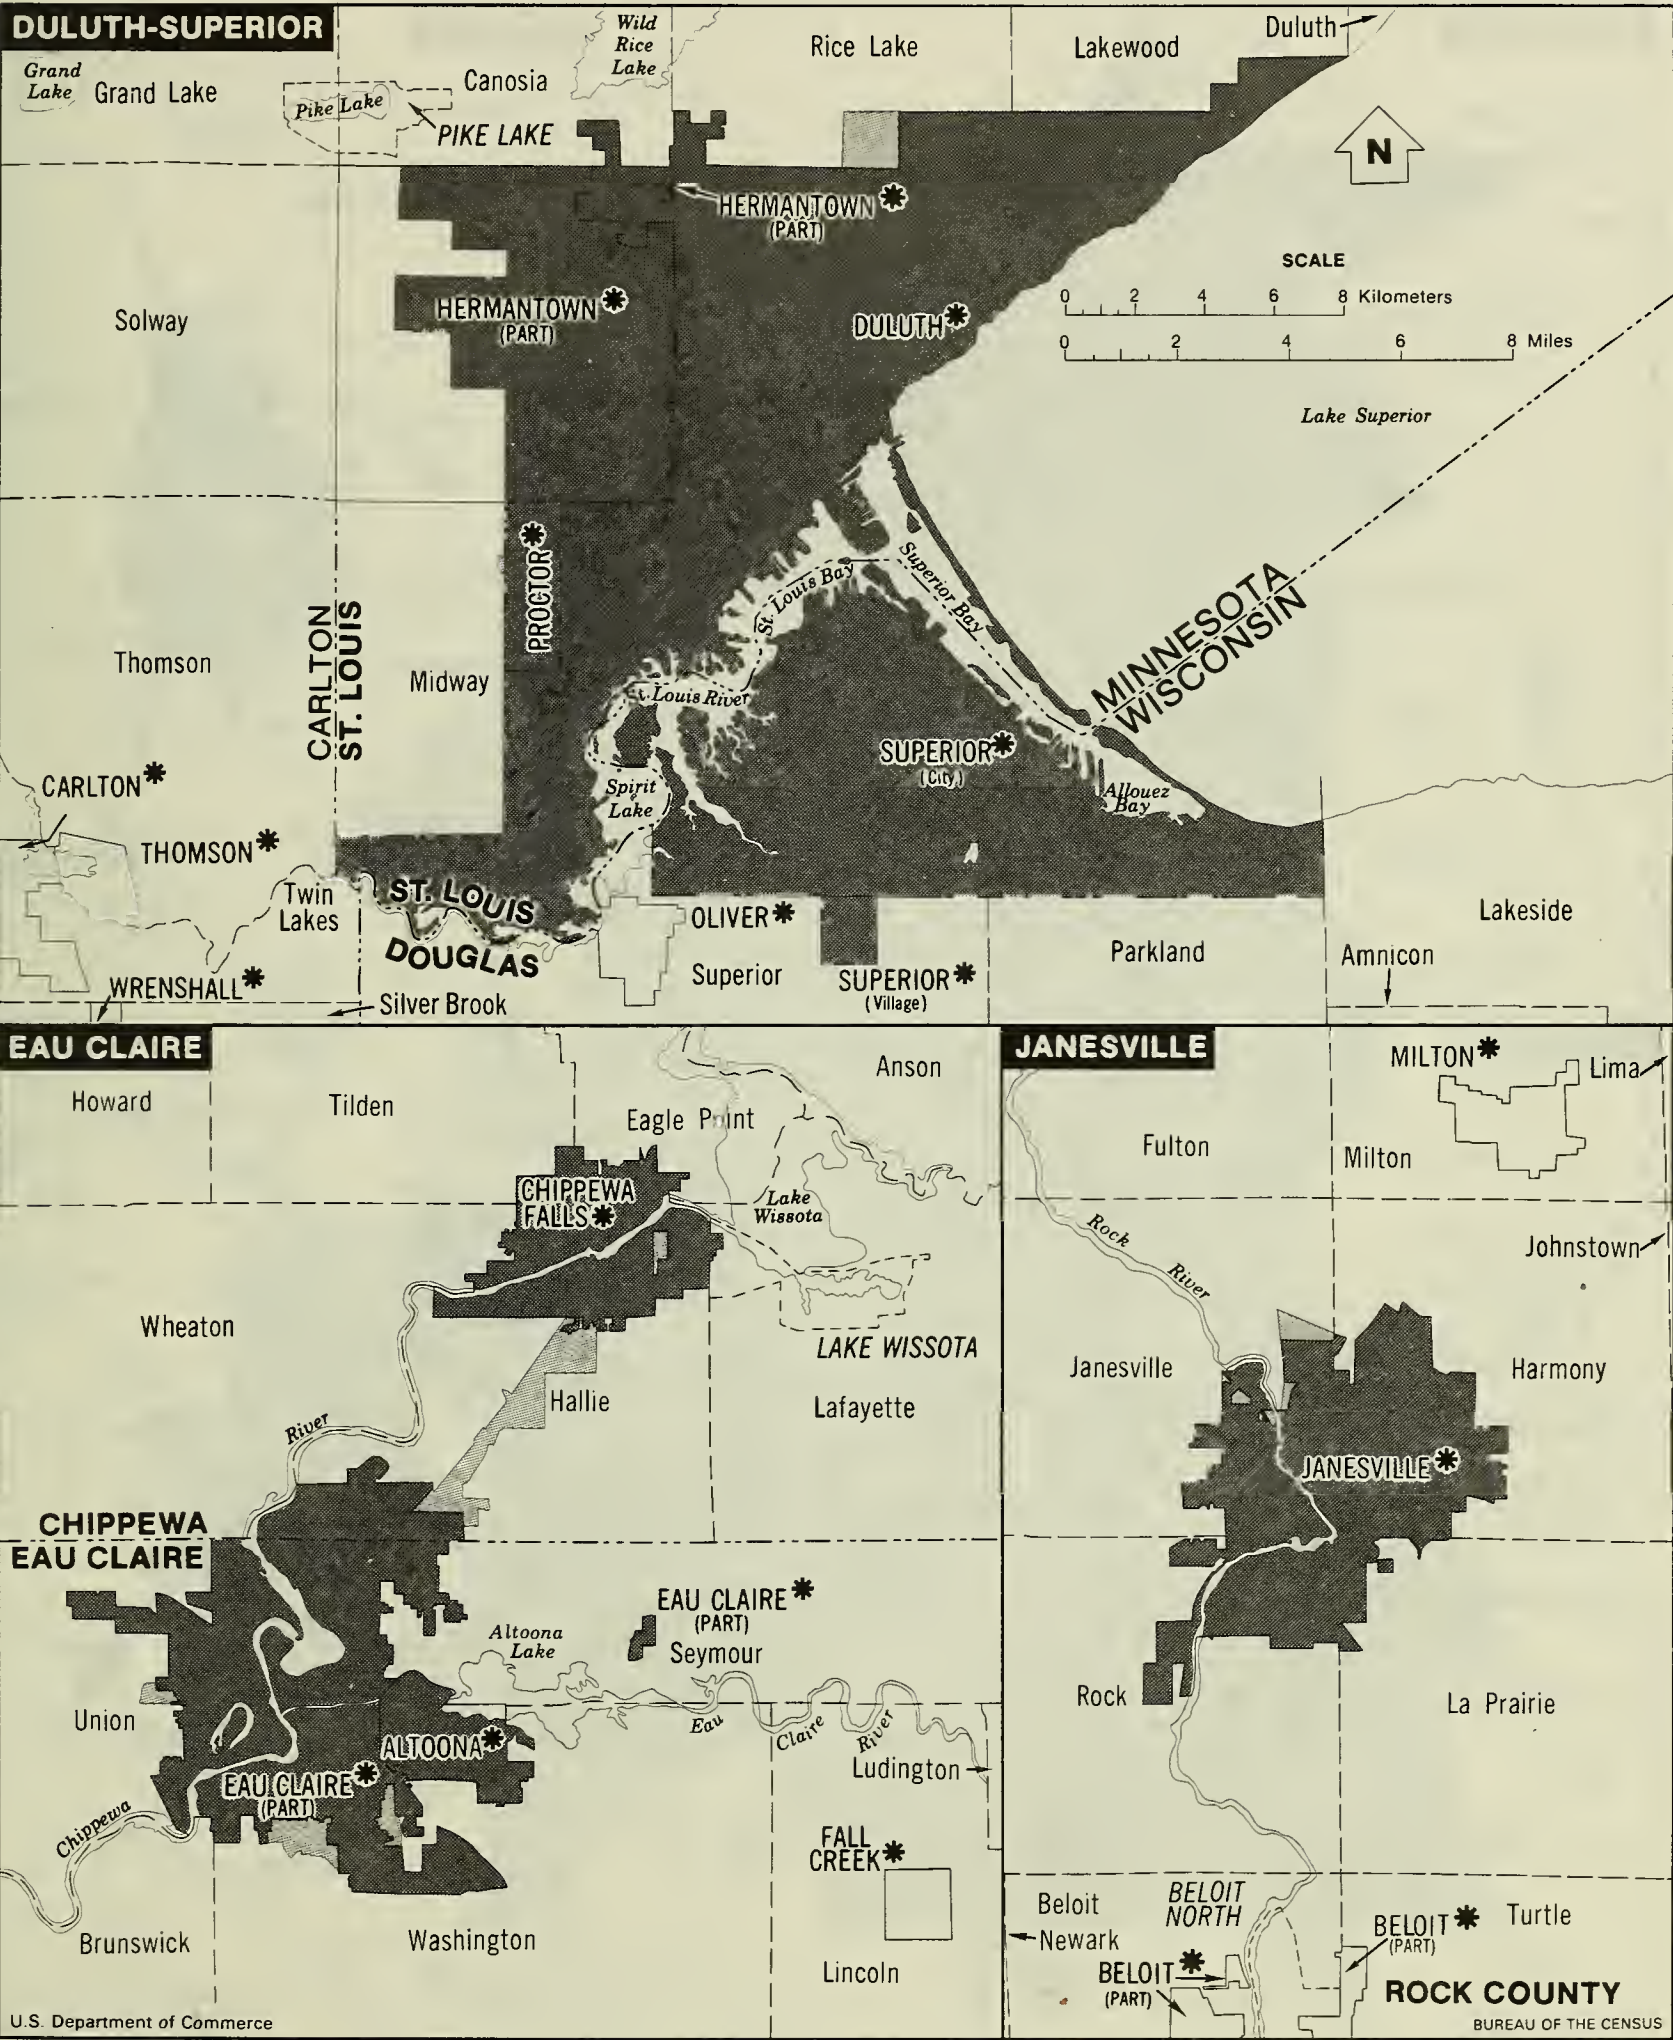 DULUTH-SUPERIOR
Grand
Lake
Grand Lake
Pike Lake
PIKE LAKE
Canosia
Wild
Rice
Lake
Rice Lake
Lakewood
Duluth
N
HERMANTOWN
(PART)
SCALE
0 2 4 6 8 Kilometers
0 2 4 6 8 Miles
Solway
HERMANTOWN
(PART)
DULUTH
Lake Superior
PROCTOR
St. Louis Bay
Superior Bay
MINNESOTA
WISCONSIN
CARLTON
ST. LOUIS
Thomson
Midway
St. Louis River
SUPERIOR
(City)
Spirit
Lake
Allouez
Bay
CARLTON
THOMSON
Twin
Lakes
ST. LOUIS
DOUGLAS
OLIVER
Superior
SUPERIOR
(Village)
Parkland
Lakeside
Amnicon
WRENSHALL
Silver Brook
EAU CLAIRE
Howard
Tilden
Eagle Point
Anson
CHIPPEWA
FALLS
Lake
Wissota
Wheaton
LAKE WISSOTA
Hallie
Lafayette
River
CHIPPEWA
EAU CLAIRE
EAU CLAIRE
(PART)
Seymour
Altoona
Lake
Union
Eau
Claire
River
ALTOONA
EAU CLAIRE
(PART)
Ludington
Chippewa
FALL
CREEK
Brunswick
Washington
Lincoln
U.S. Department of Commerce
JANESVILLE
MILTON
Lima
Fulton
Milton
Rock
River
Johnstown
Janesville
Harmony
JANESVILLE
Rock
La Prairie
Beloit
BELOIT
NORTH
Newark
BELOIT
(PART)
Turtle
BELOIT
(PART)
ROCK COUNTY
BUREAU OF THE CENSUS